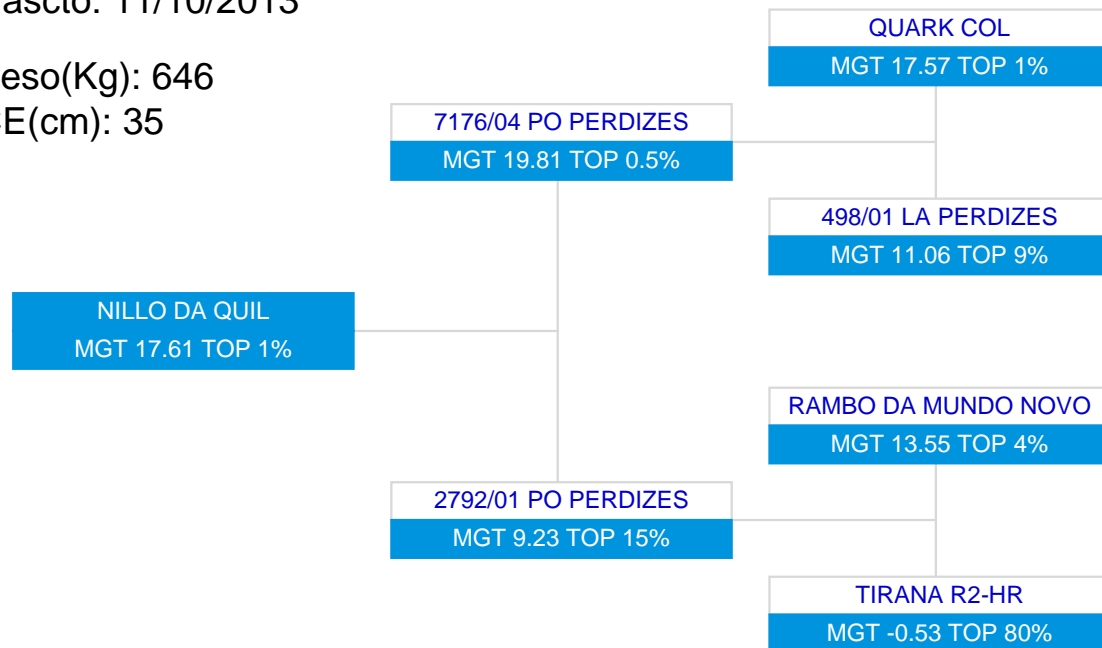 ascto: 11/10/2013
eso(Kg): 646
E(cm): 35
QUARK COL
MGT 17.57 TOP 1%
7176/04 PO PERDIZES
MGT 19.81 TOP 0.5%
498/01 LA PERDIZES
MGT 11.06 TOP 9%
NILLO DA QUIL
MGT 17.61 TOP 1%
RAMBO DA MUNDO NOVO
MGT 13.55 TOP 4%
2792/01 PO PERDIZES
MGT 9.23 TOP 15%
TIRANA R2-HR
MGT -0.53 TOP 80%